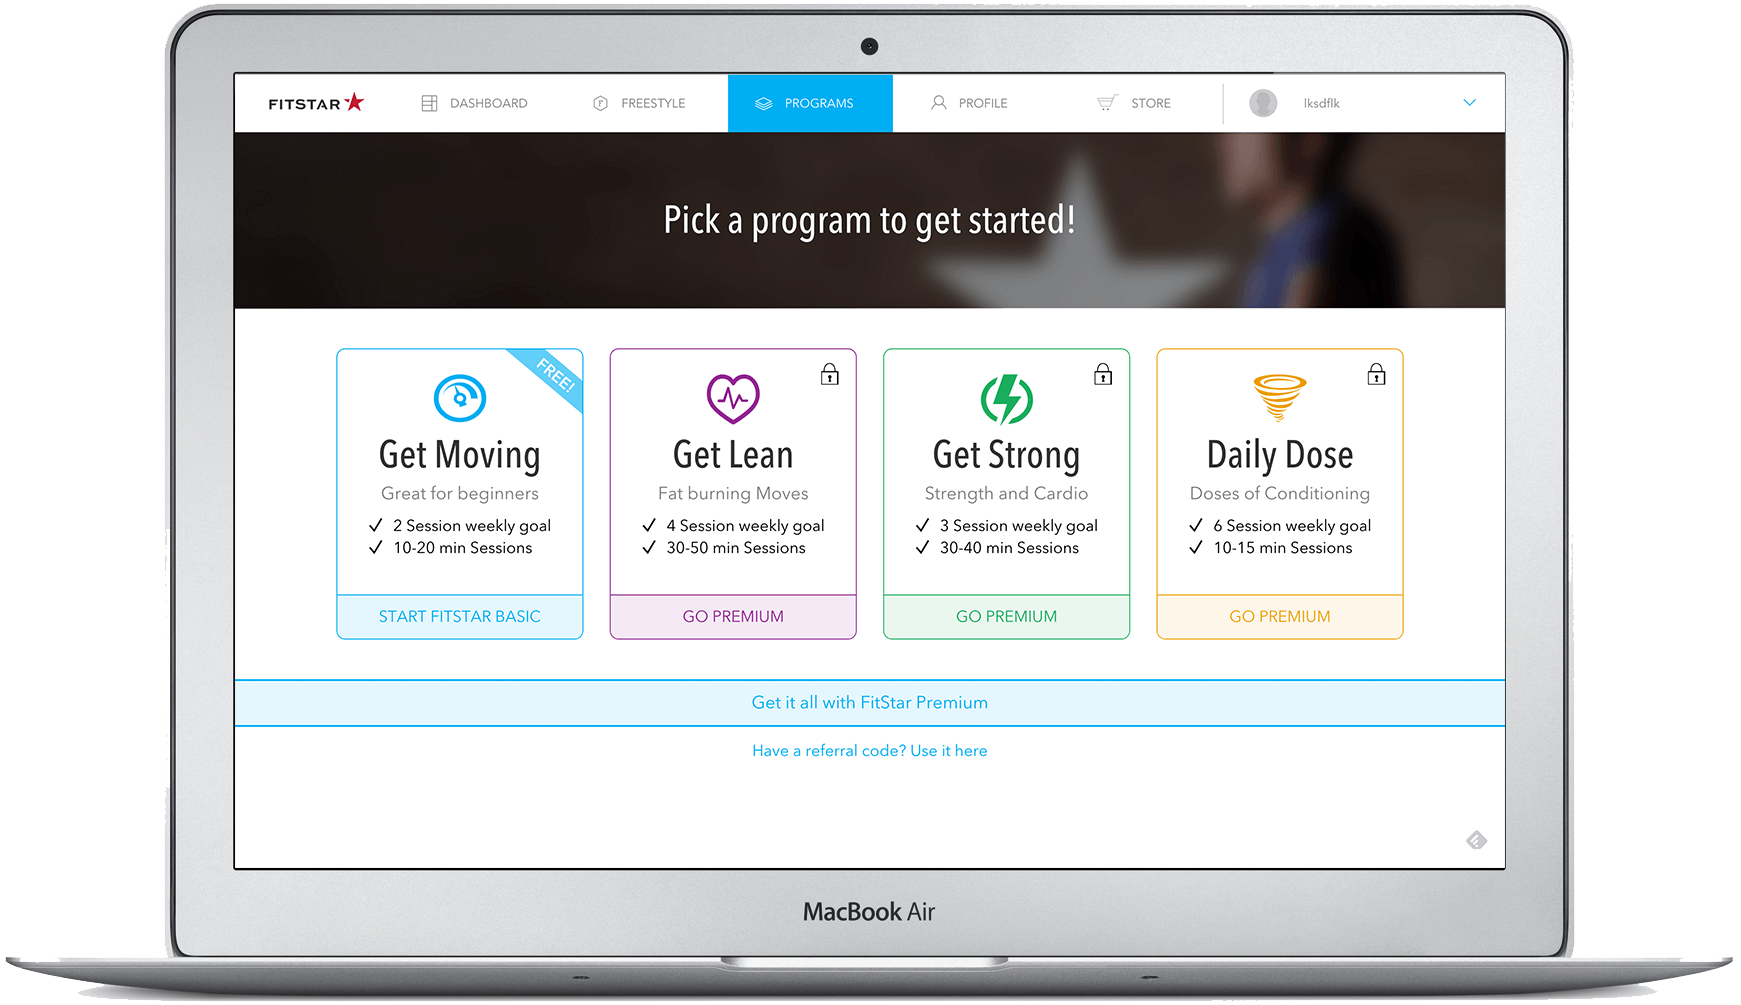 FITSTAR
DASHBOARD
FREESTYLE
PROGRAMS
PROFILE
STORE
lksdflk
Pick a program to get started!
FREE!
Get Moving
Great for beginners
2 Session weekly goal
10-20 min Sessions
START FITSTAR BASIC
Get Lean
Fat burning Moves
4 Session weekly goal
30-50 min Sessions
GO PREMIUM
Get Strong
Strength and Cardio
3 Session weekly goal
30-40 min Sessions
GO PREMIUM
Daily Dose
Doses of Conditioning
6 Session weekly goal
10-15 min Sessions
GO PREMIUM
Get it all with FitStar Premium
Have a referral code? Use it here
MacBook Air